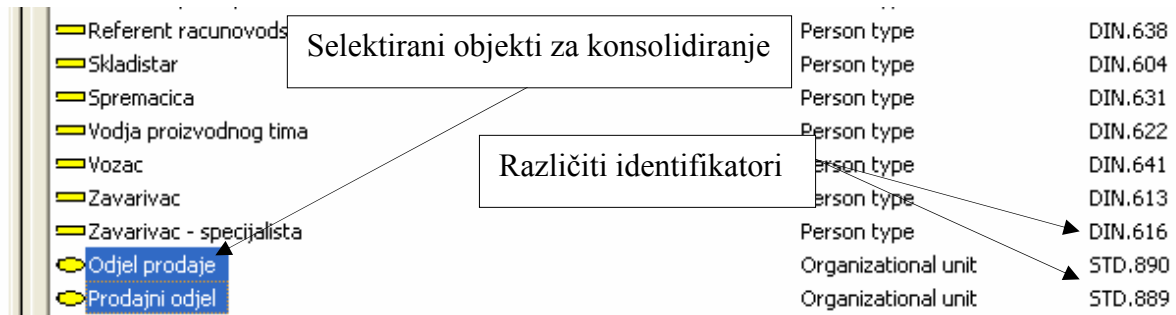 Referent racunovods Person type DIN.638
Selektirani objekti za konsolidiranje
Skladistar Person type DIN.604
Spremacica Person type DIN.631
Vodja proizvodnog tima Person type DIN.622
Različiti identifikatori
Vozac Person type DIN.641
Zavarivac Person type DIN.613
Zavarivac - specijalista Person type DIN.616
Odjel prodaje Organizational unit STD.890
Prodajni odjel Organizational unit STD.889